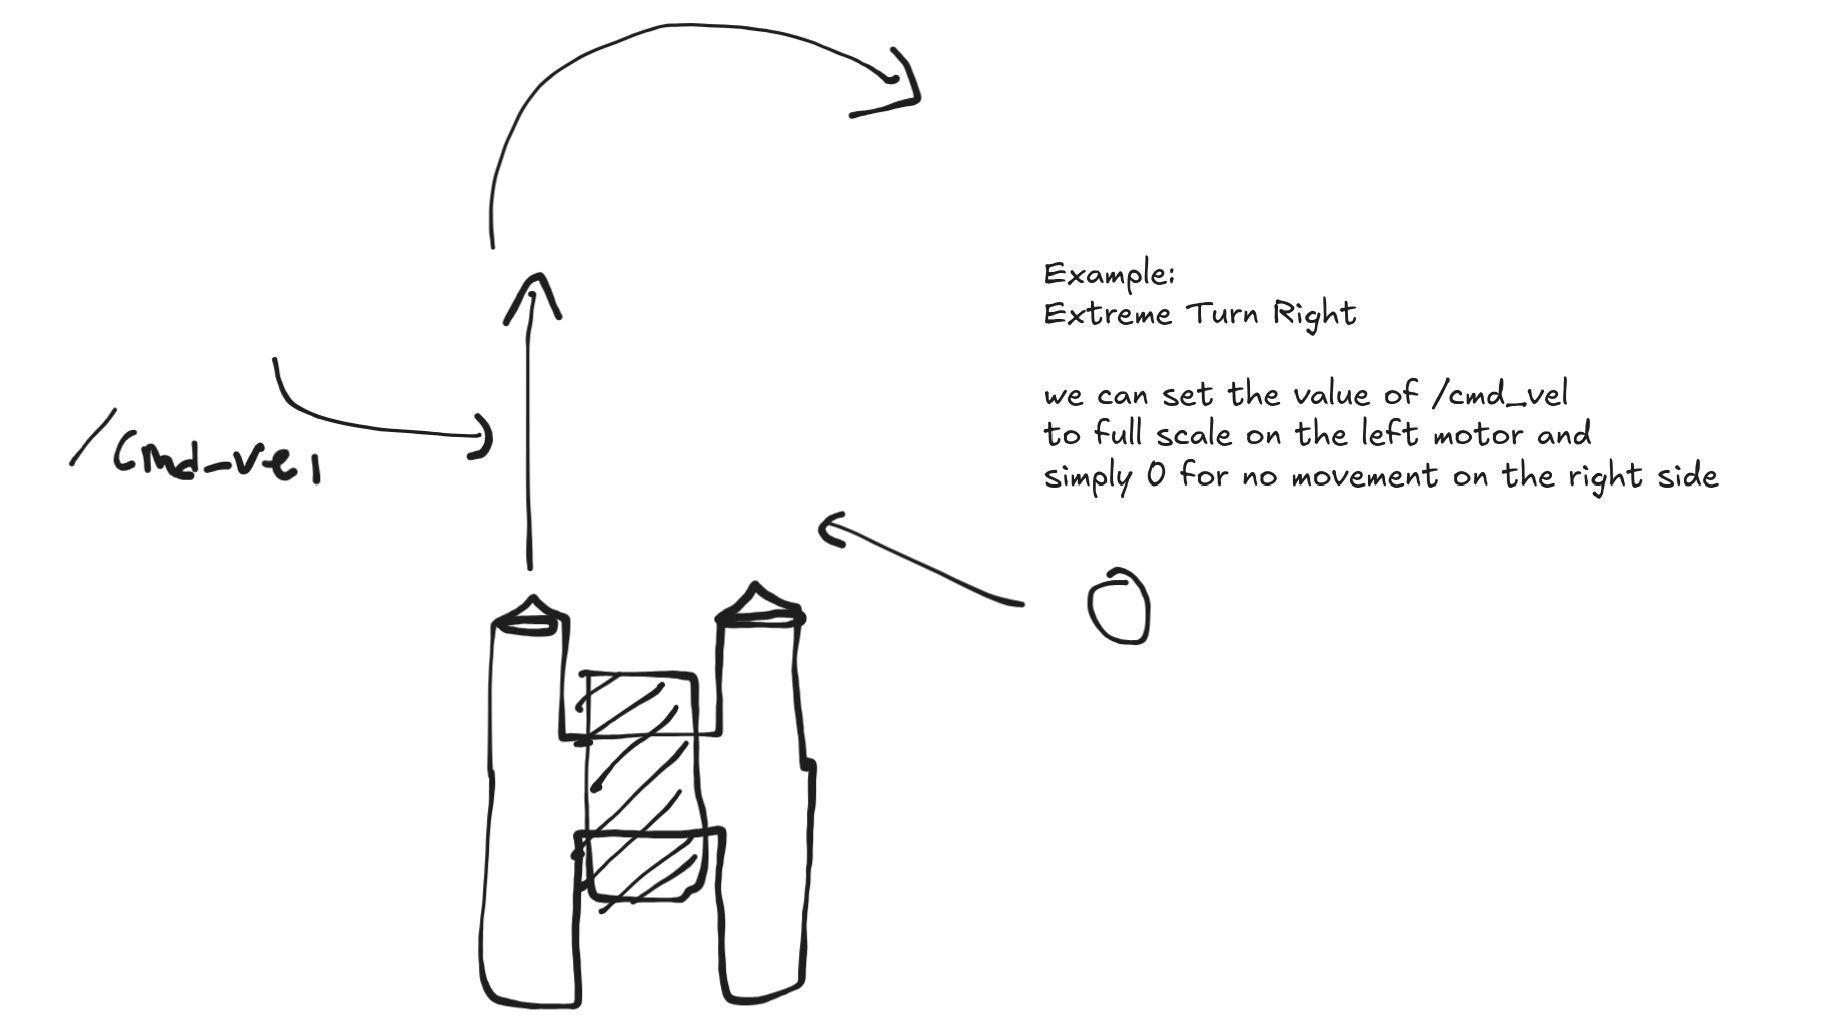 Example:
Extreme Turn Right
we can set the value of /cmd_vel
to full scale on the left motor and
simply 0 for no movement on the right side
/cmd_vel
0